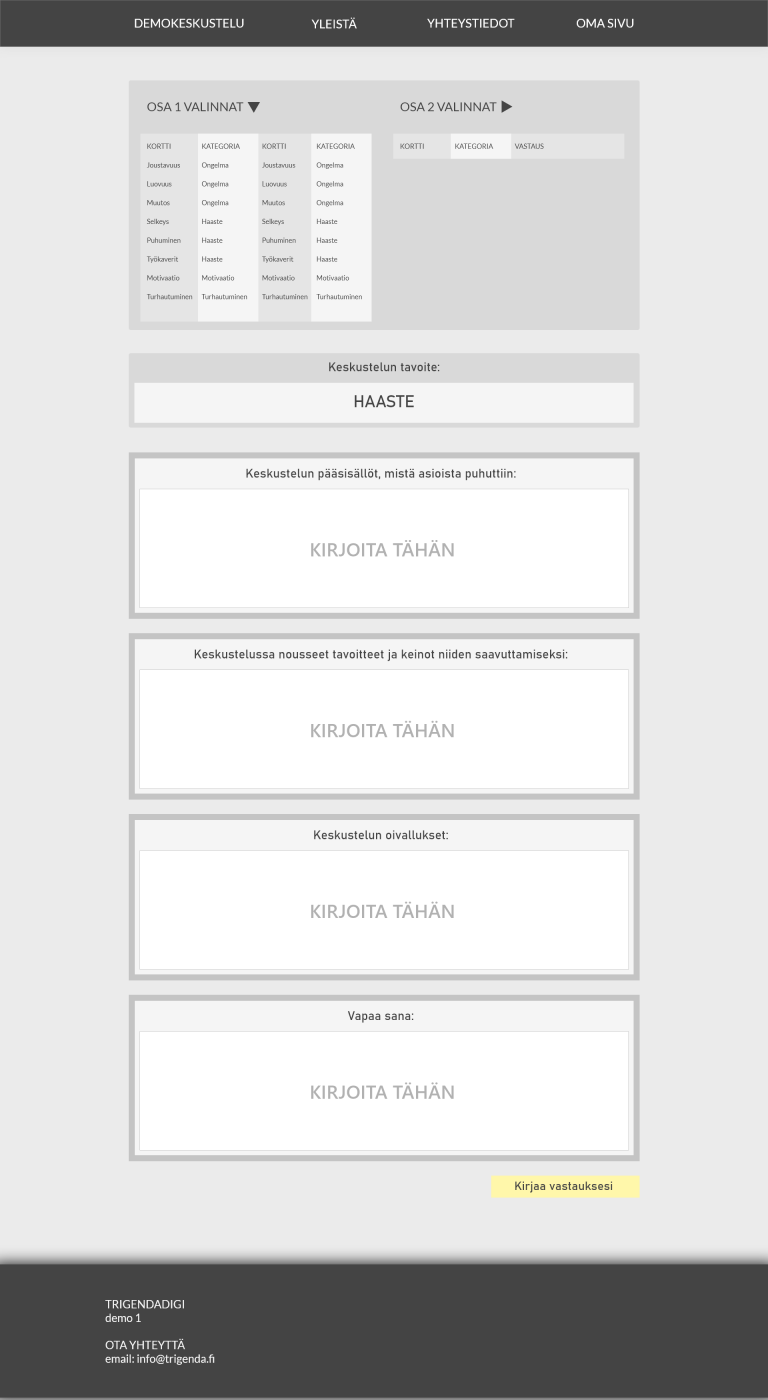 DEMOKESKUSTELU YLEISTÄ YHTEYSTIEDOT OMA SIVU
OSA 1 VALINNAT
KORTTI KATEGORIA KORTTI KATEGORIA
Joustavuus Ongelma Joustavuus Ongelma
Luovuus Ongelma Luovuus Ongelma
Muutos Ongelma Muutos Ongelma
Selkeys Haaste Selkeys Haaste
Puhuminen Haaste Puhuminen Haaste
Työkaverit Haaste Työkaverit Haaste
Motivaatio Motivaatio Motivaatio Motivaatio
Turhautuminen Turhautuminen Turhautuminen Turhautuminen
OSA 2 VALINNAT
KORTTI KATEGORIA VASTAUS
Keskustelun tavoite:
HAASTE
Keskustelun pääsisällöt, mistä asioista puhuttiin:
KIRJOITA TÄHÄN
Keskustelussa nousseet tavoitteet ja keinot niiden saavuttamiseksi:
KIRJOITA TÄHÄN
Keskustelun oivallukset:
KIRJOITA TÄHÄN
Vapaa sana:
KIRJOITA TÄHÄN
Kirjaa vastauksesi
TRIGENDADIGI
demo 1
OTA YHTEYTTÄ
email: info@trigenda.fi